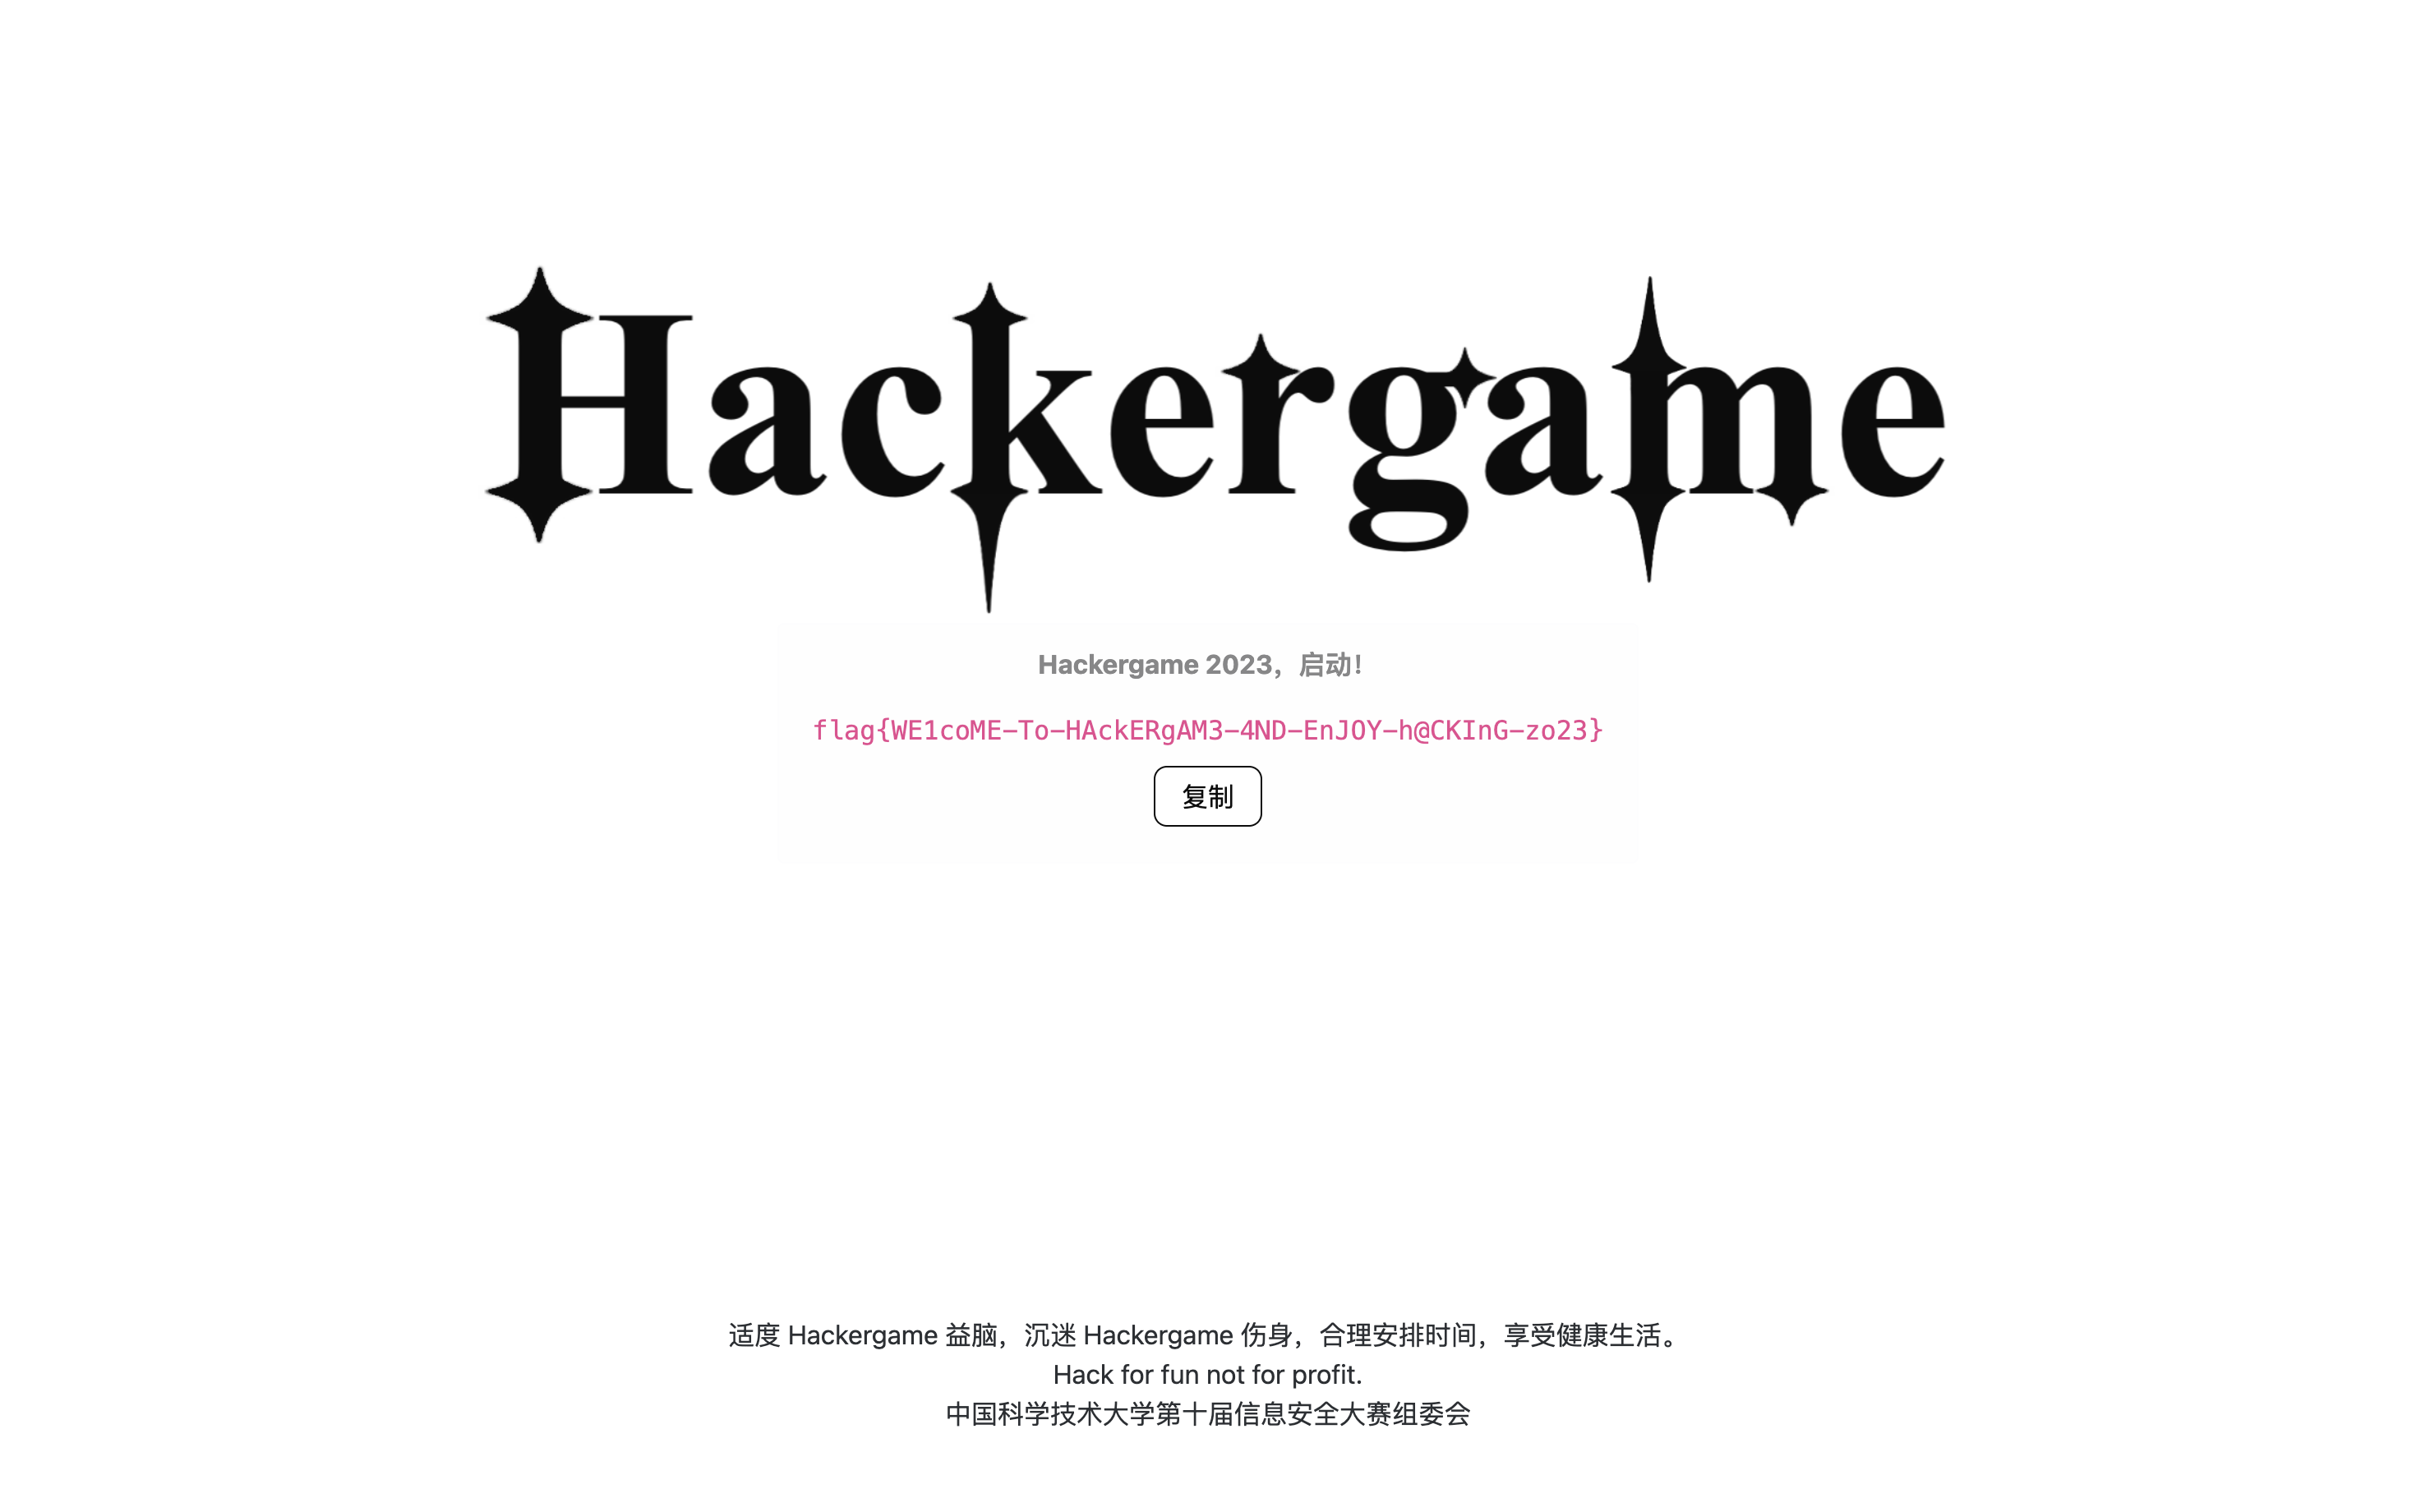 Hackergame
Hackergame 2023，启动！
flag{WE1coME-To-HAckERgAM3-4ND-EnJOY-h@CKInG-zo23}
复制
适度 Hackergame 益脑，沉迷 Hackergame 伤身，合理安排时间，享受健康生活。
Hack for fun not for profit.
中国科学技术大学第十届信息安全大赛组委会